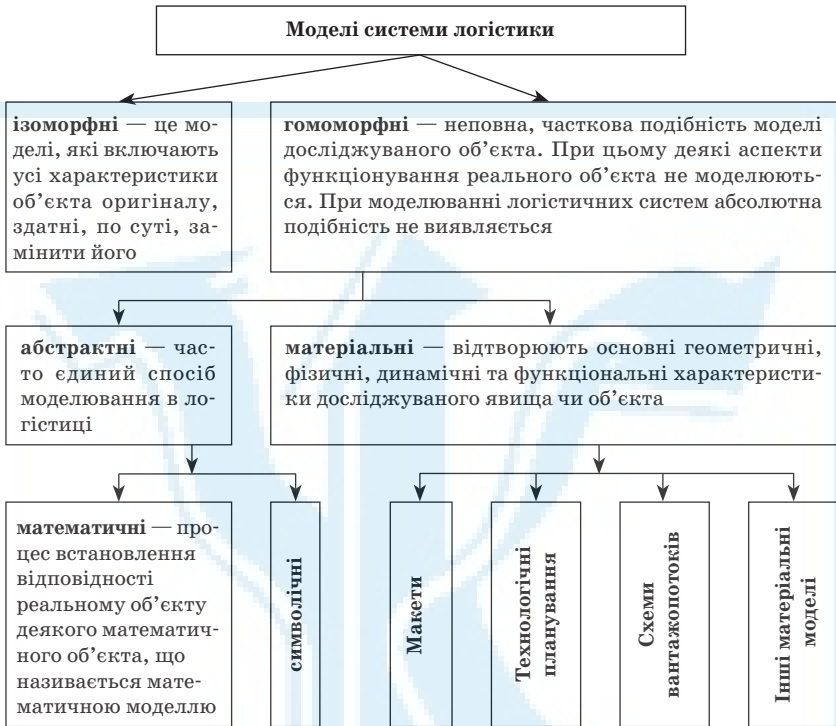 Моделі системи логістики
ізоморфні — це мо-
делі, які включають
усі характеристики
об’єкта оригіналу,
здатні, по суті, за-
мінити його
гомоморфні — неповна, часткова подібність моделі
досліджуваного об’єкта. При цьому деякі аспекти
функціонування реального об’єкта не моделюють-
ся. При моделюванні логістичних систем абсолютна
подібність не виявляється
абстрактні — час-
то єдиний спосіб
моделювання в ло-
гістиці
матеріальні — відтворюють основні геометричні,
фізичні, динамічні та функціональні характеристи-
ки досліджуваного явища чи об’єкта
математичні — про-
цес встановлення
відповідності
реальному об’єкту
деякого математич-
ного об’єкта, що
називається мате-
матичною моделлю
символічні
Макети
Технологічні
планування
Схеми
вантажопотоків
Інші матеріальні
моделі